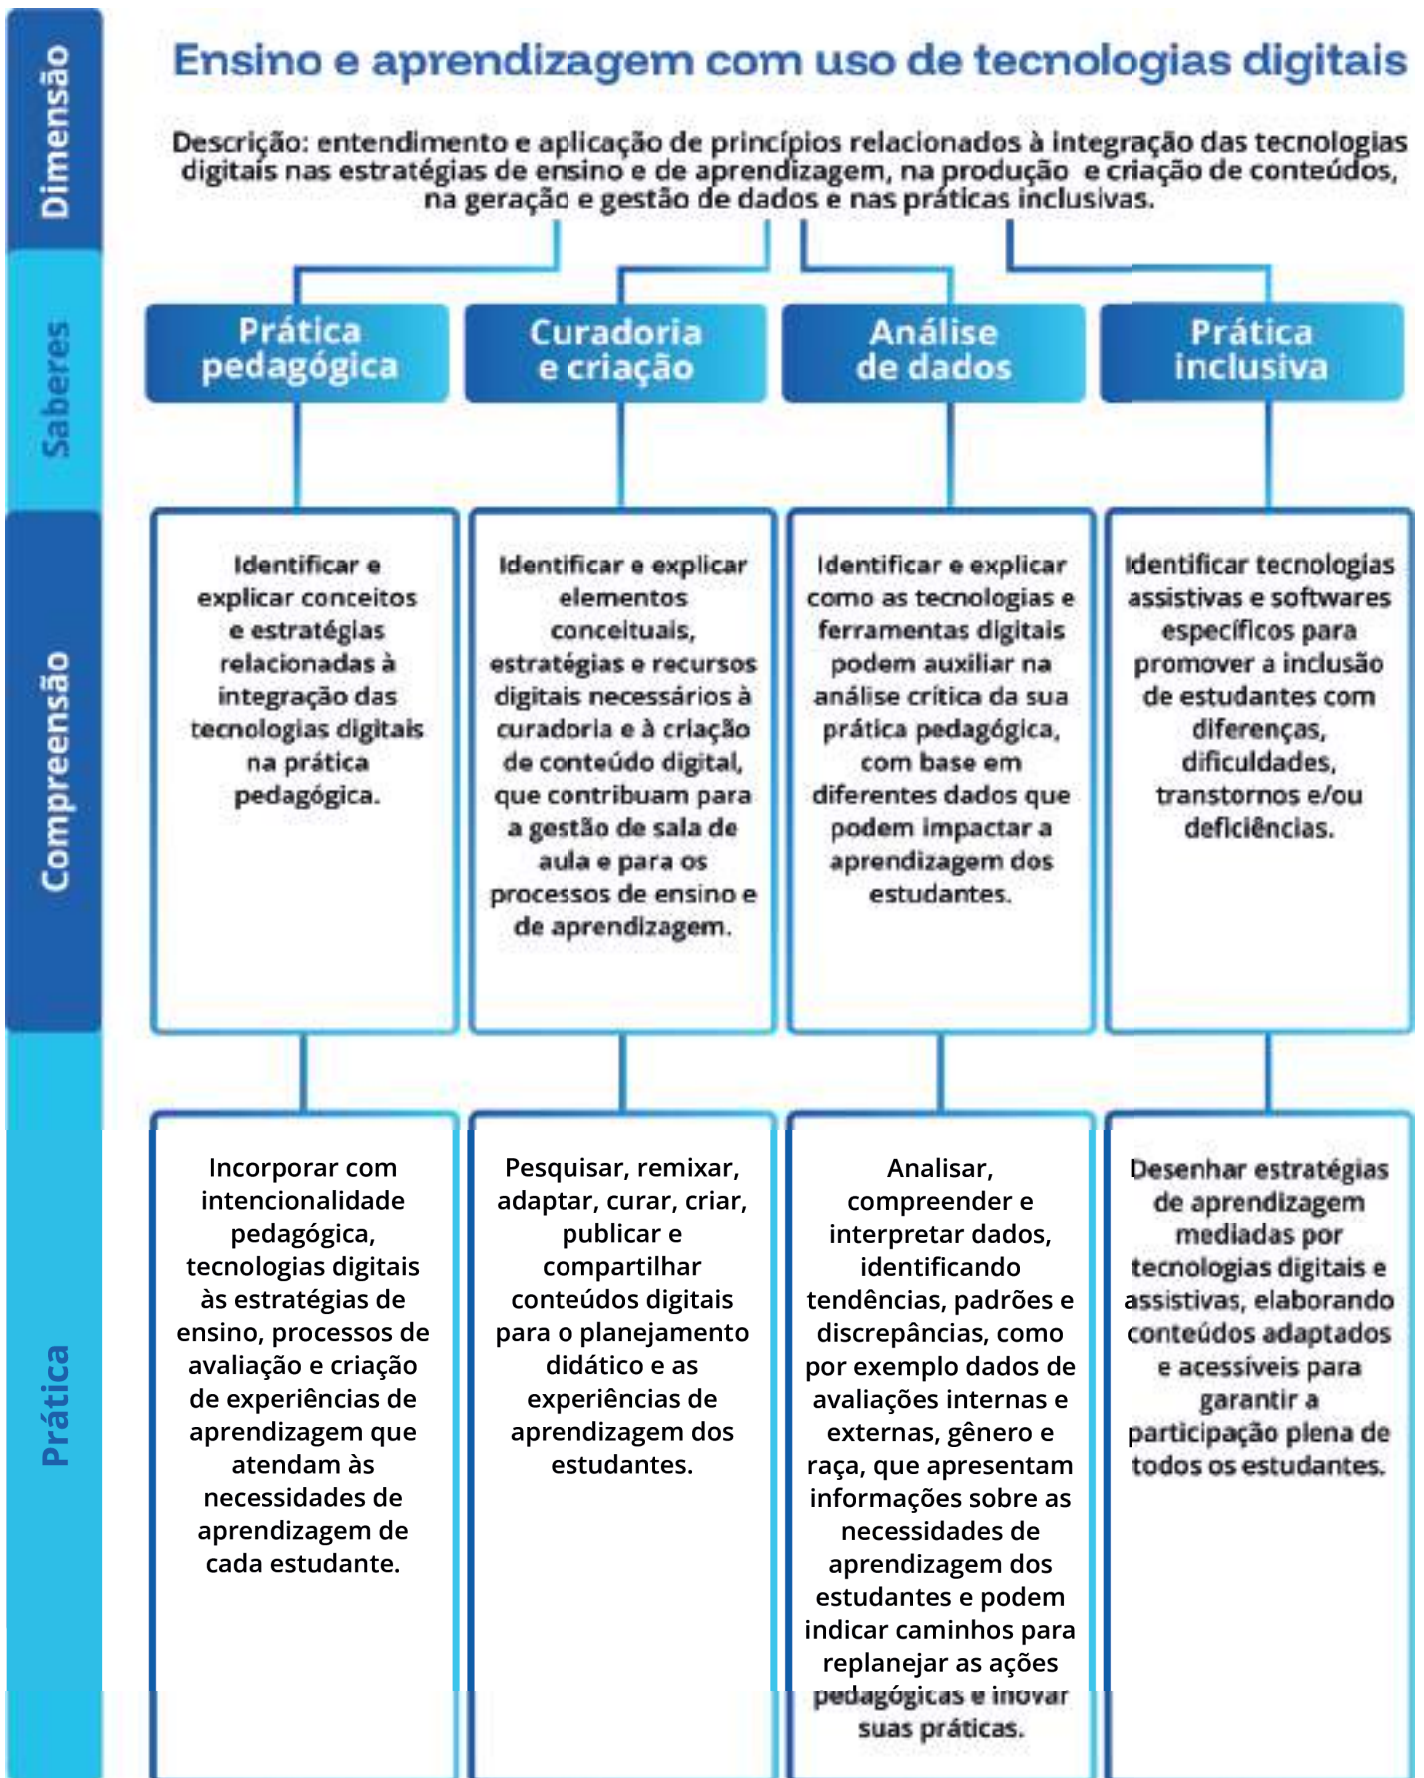 Dimensão
Ensino e aprendizagem com uso de tecnologias digitais
Descrição: entendimento e aplicação de princípios relacionados à integração das tecnologias
digitais nas estratégias de ensino e de aprendizagem, na produção e criação de conteúdos,
na geração e gestão de dados e nas práticas inclusivas.
Saberes
Prática
pedagógica
Curadoria
e criação
Análise
de dados
Prática
inclusiva
Compreensão
Identificar e
explicar conceitos
e estratégias
relacionadas à
integração das
tecnologias digitais
na prática
pedagógica.
Identificar e explicar
elementos
conceituais,
estratégias e recursos
digitais necessários à
curadoria e à criação
de conteúdo digital,
que contribuam para
a gestão de sala de
aula e para os
processos de ensino e
de aprendizagem.
Identificar e explicar
como as tecnologias e
ferramentas digitais
podem auxiliar na
análise crítica da sua
prática pedagógica,
com base em
diferentes dados que
podem impactar a
aprendizagem dos
estudantes.
Identificar tecnologias
assistivas e softwares
específicos para
promover a inclusão
de estudantes com
diferenças,
dificuldades,
transtornos e/ou
deficiências.
Prática
Incorporar com
intencionalidade
pedagógica,
tecnologias digitais
às estratégias de
ensino, processos de
avaliação e criação
de experiências de
aprendizagem que
atendam às
necessidades de
aprendizagem de
cada estudante.
Pesquisar, remixar,
adaptar, curar, criar,
publicar e
compartilhar
conteúdos digitais
para o planejamento
didático e as
experiências de
aprendizagem dos
estudantes.
Analisar,
compreender e
interpretar dados,
identificando
tendências, padrões e
discrepâncias, como
por exemplo dados de
avaliações internas e
externas, gênero e
raça, que apresentam
informações sobre as
necessidades de
aprendizagem dos
estudantes e podem
indicar caminhos para
replanejar as ações
pedagógicas e inovar
suas práticas.
Desenhar estratégias
de aprendizagem
mediadas por
tecnologias digitais e
assistivas, elaborando
conteúdos adaptados
e acessíveis para
garantir a
participação plena de
todos os estudantes.